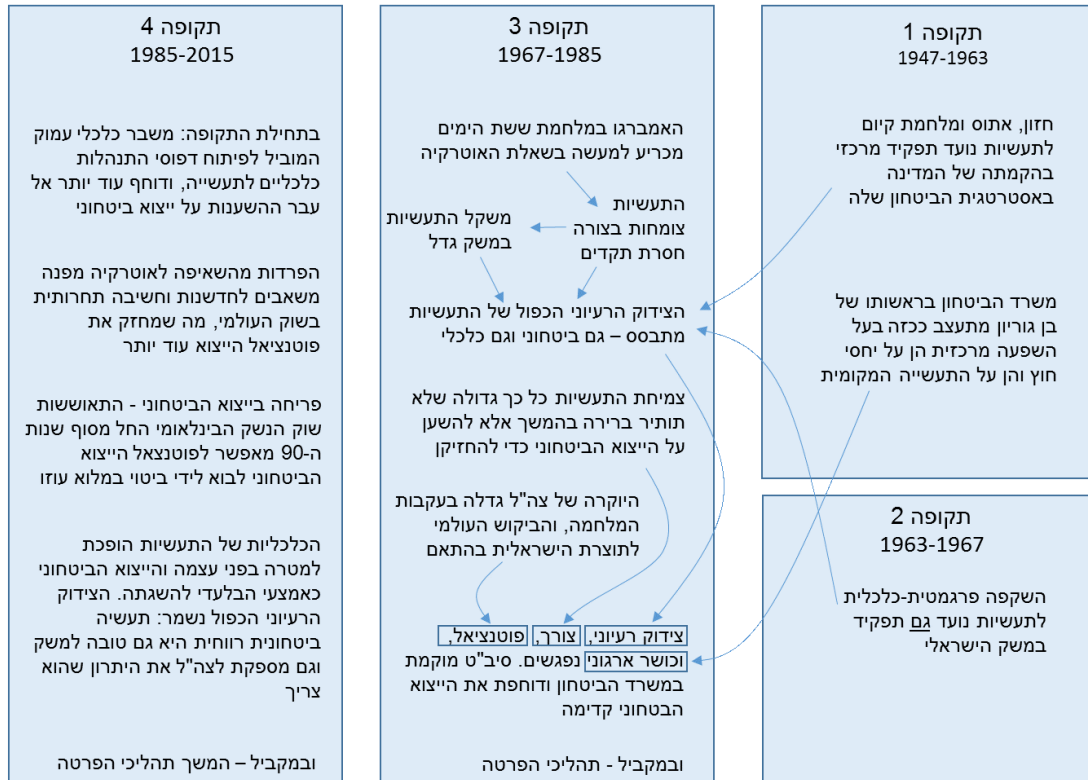 תקופה 1
1947-1963
חזון, אתוס ומלחמת קיום
לתעשיות נועד תפקיד מרכזי
בהקמתה של המדינה
באסטרטגית הביטחון שלה
משרד הביטחון בראשותו של
בן גוריון מתעצב ככזה בעל
השפעה מרכזית הן על יחסי
חוץ והן על התעשייה המקומית
תקופה 2
1963-1967
השקפה פרגמטית-כלכלית
לתעשיות נועד גם תפקיד
במשק הישראלי
תקופה 3
1967-1985
האמברגו במלחמת ששת הימים
מכריע למעשה בשאלת האוטרקיה
התעשיות
צומחות בצורה
חסרת תקדים
משקל התעשיות
במשק גדל
הצידוק הרעיוני הכפול של התעשיות
מתבסס – גם ביטחוני וגם כלכלי
צמיחת התעשיות כל כך גדולה שלא
תותיר ברירה בהמשך אלא להשען
על הייצוא הביטחוני כדי להחזיקן
היוקרה של צה"ל גדלה בעקבות
המלחמה, והביקוש העולמי
לתוצרת הישראלית בהתאם
צידוק רעיוני, צורך, פוטנציאל,
וכושר ארגוני נפגשים. סיב"ט מוקמת
במשרד הביטחון ודוחפת את הייצוא
הבטחוני קדימה
ובמקביל - תהליכי הפרטה
תקופה 4
1985-2015
בתחילת התקופה: משבר כלכלי עמוק
המוביל לפיתוח דפוסי התנהלות
כלכליים לתעשייה, ודוחף עוד יותר אל
עבר ההשענות על ייצוא ביטחוני
הפרדות מהשאיפה לאוטרקיה מפנה
משאבים לחדשנות וחשיבה תחרותית
בשוק העולמי, מה שמחזק את
פוטנציאל הייצוא עוד יותר
פריחה בייצוא הביטחוני - התאוששות
שוק הנשק הבינלאומי החל מסוף שנות
ה-90 מאפשר לפוטנצאל הייצוא
הביטחוני לבוא לידי ביטוי במלוא עוזו
הכלכליות של התעשיות הופכת
למטרה בפני עצמה והייצוא הביטחוני
כאמצעי הבלעדי להשגתה. הצידוק
הרעיוני הכפול נשמר: תעשיה
ביטחונית רווחית היא גם טובה למשק
וגם מספקת לצה"ל את היתרון שהוא
צריך
ובמקביל – המשך תהליכי הפרטה